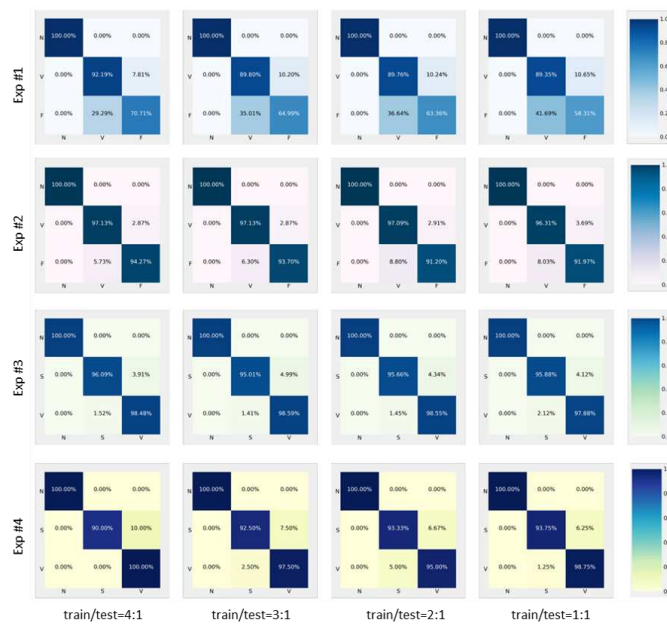 Exp #1
N 100.00% 0.00% 0.00% N 100.00% 0.00% 0.00% N 100.00% 0.00% 0.00% N 100.00% 0.00% 0.00% 1.0
0.8
V 0.00% 92.19% 7.81% V 0.00% 89.80% 10.20% V 0.00% 89.76% 10.24% V 0.00% 89.35% 10.65% 0.6
0.4
F 0.00% 29.29% 70.71% F 0.00% 35.01% 64.99% F 0.00% 36.64% 63.36% F 0.00% 41.69% 58.31% 0.2
N V F N V F N V F N V F
Exp #2
N 100.00% 0.00% 0.00% N 100.00% 0.00% 0.00% N 100.00% 0.00% 0.00% N 100.00% 0.00% 0.00%
V 0.00% 97.13% 2.87% V 0.00% 97.13% 2.87% V 0.00% 97.09% 2.91% V 0.00% 96.31% 3.69%
F 0.00% 5.73% 94.27% F 0.00% 6.30% 93.70% F 0.00% 8.80% 91.20% F 0.00% 8.03% 91.97%
N V F N V F N V F N V F
Exp #3
N 100.00% 0.00% 0.00% N 100.00% 0.00% 0.00% N 100.00% 0.00% 0.00% N 100.00% 0.00% 0.00%
S 0.00% 96.09% 3.91% S 0.00% 95.01% 4.99% S 0.00% 95.66% 4.34% S 0.00% 95.88% 4.12%
V 0.00% 1.52% 98.48% V 0.00% 1.41% 98.59% V 0.00% 1.45% 98.55% V 0.00% 2.12% 97.88%
N S V N S V N S V N S V
Exp #4
N 100.00% 0.00% 0.00% N 100.00% 0.00% 0.00% N 100.00% 0.00% 0.00% N 100.00% 0.00% 0.00%
S 0.00% 90.00% 10.00% S 0.00% 92.50% 7.50% S 0.00% 93.33% 6.67% S 0.00% 93.75% 6.25%
V 0.00% 0.00% 100.00% V 0.00% 2.50% 97.50% V 0.00% 5.00% 95.00% V 0.00% 1.25% 98.75%
N S V N S V N S V N S V
train/test=4:1 train/test=3:1 train/test=2:1 train/test=1:1